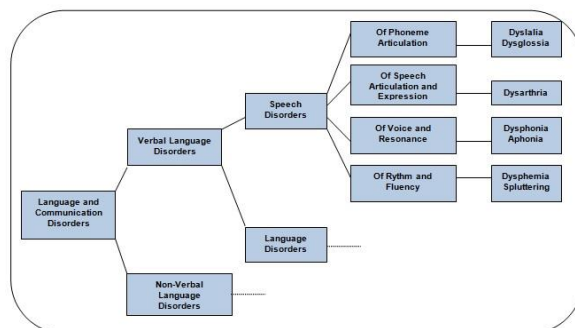 Of Phoneme
Articulation
Dyslalia
Dysglossia
Of Speech
Articulation and
Expression
Dysarthria
Speech
Disorders
Of Voice and
Resonance
Dysphonia
Aphonia
Verbal Language
Disorders
Of Rythm and
Fluency
Dysphemia
Spluttering
Language and
Communication
Disorders
Language
Disorders
Non-Verbal
Language
Disorders